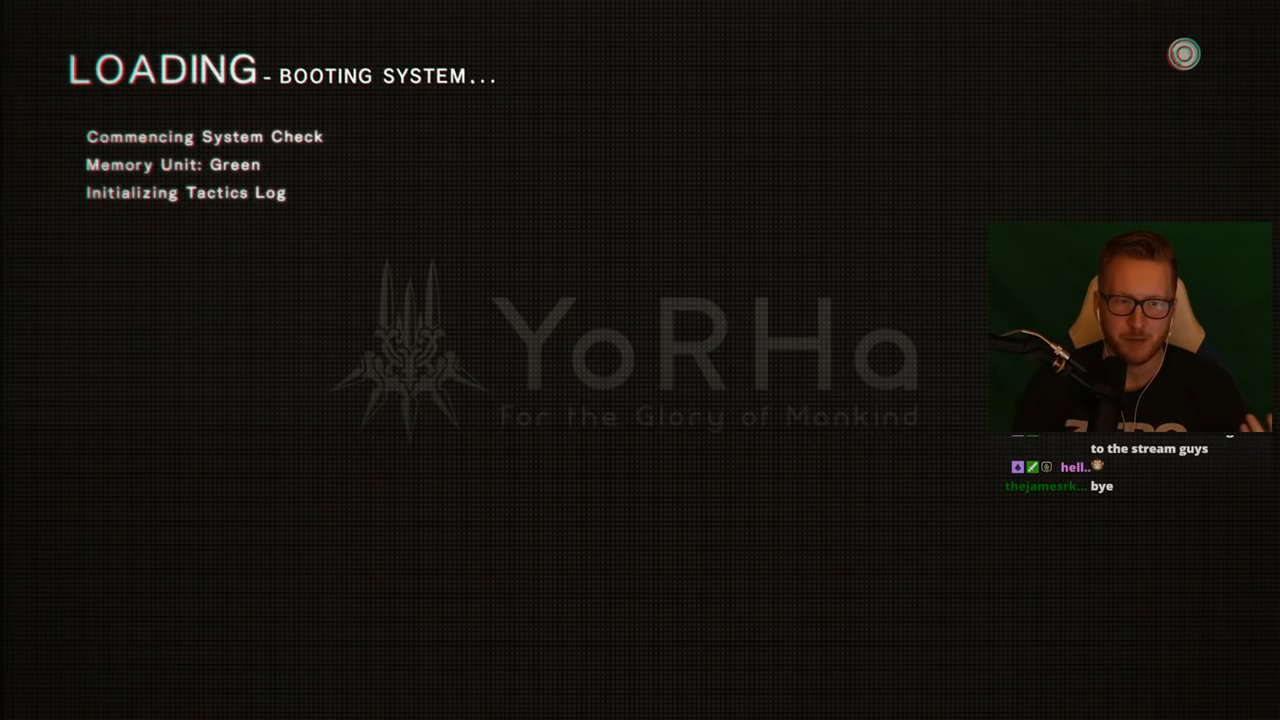 LOADING - BOOTING SYSTEM...
Commencing System Check
Memory Unit: Green
Initializing Tactics Log
YoRHa
For the Glory of Mankind
to the stream guys
hell..
thejamesrk... bye